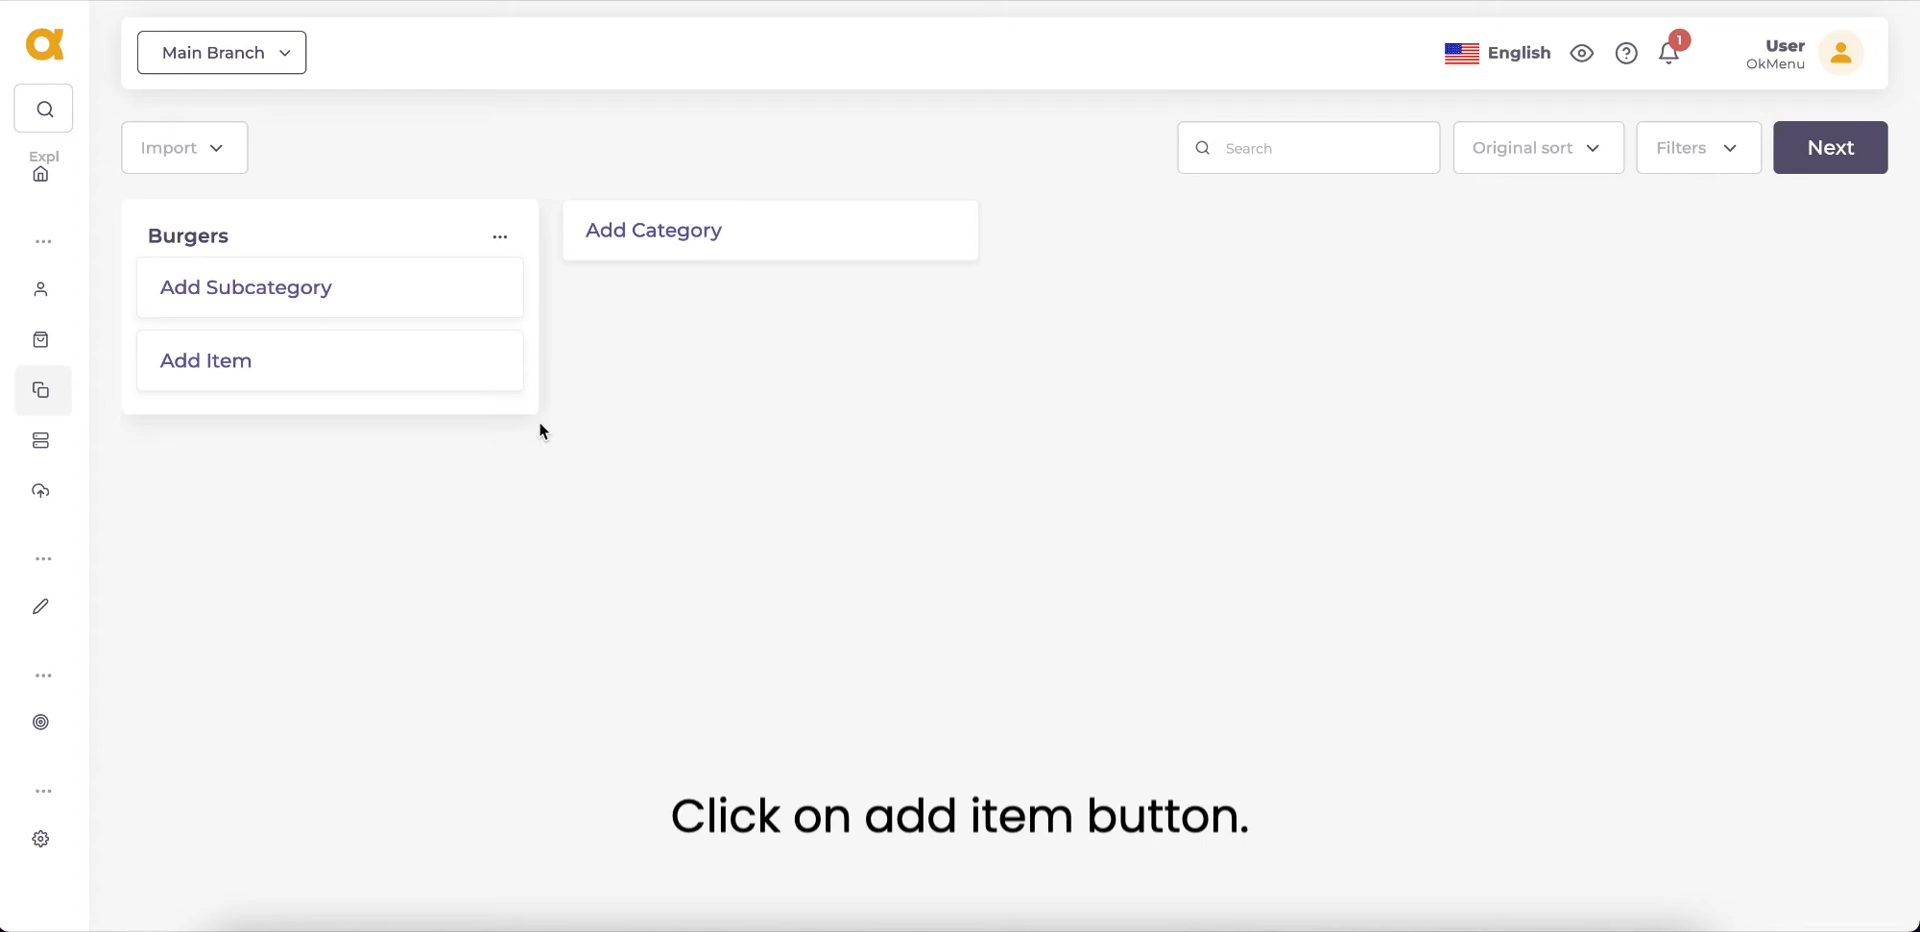 Main Branch
English
1
User
OkMenu
Expl
Import
Search
Original sort
Filters
Next
Burgers
Add Category
Add Subcategory
Add Item
Click on add item button.